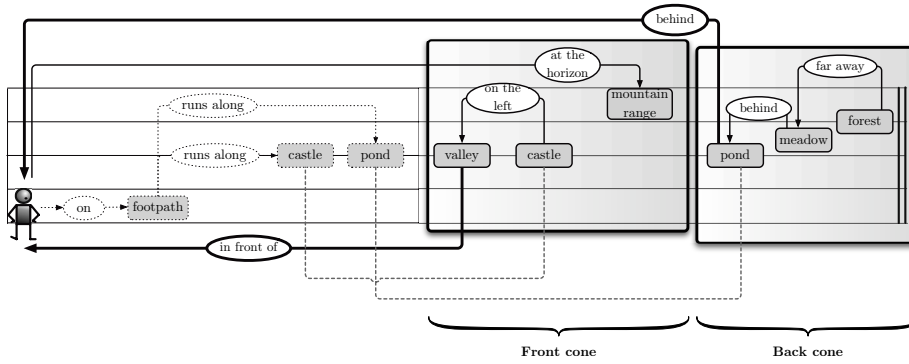 behind
at the
horizon
far away
on the
left
mountain
range
runs along
behind
forest
meadow
runs along
castle
pond
valley
castle
pond
on
footpath
in front of
Front cone
Back cone